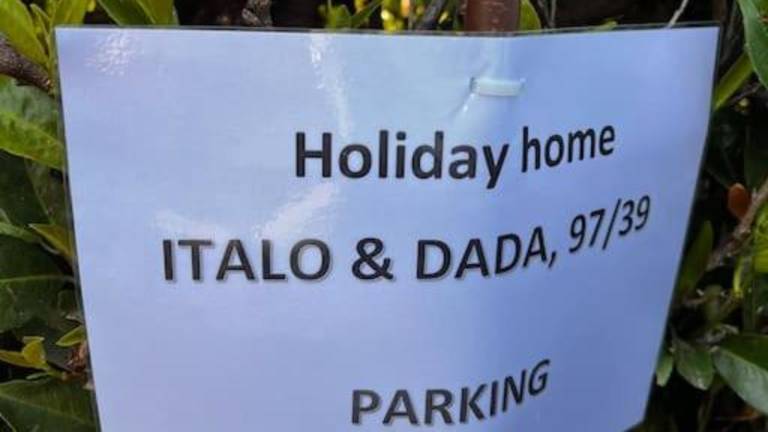 Holiday home
ITALO & DADA, 97/39
PARKING